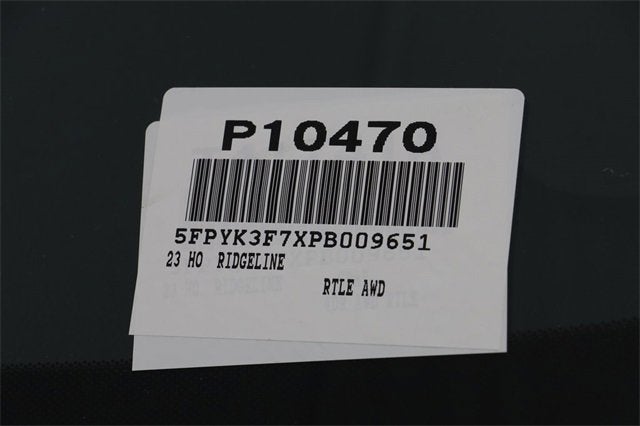 P10470
5FPYK3F7XPB009651
23 HO RIDGELINE
RTLE AWD